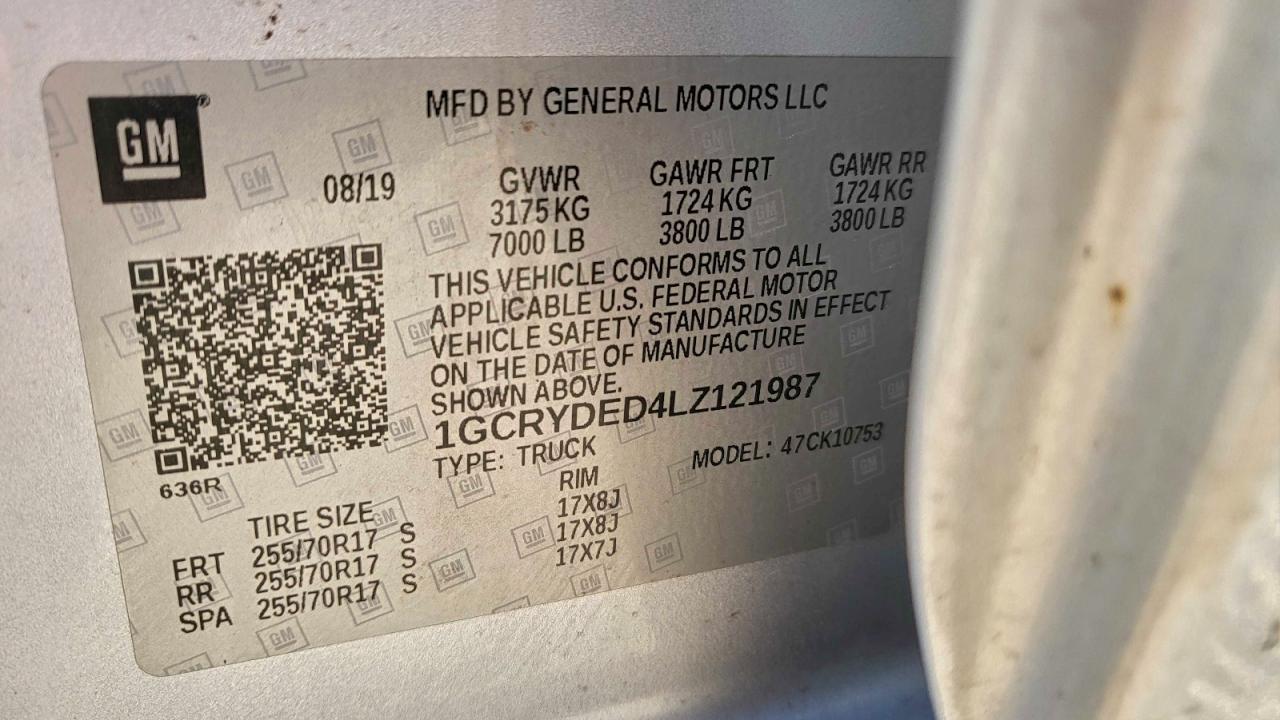 GM
MFD BY GENERAL MOTORS LLC
08/19
GVWR GAWR FRT GAWR RR
3175 KG 1724 KG 1724 KG
7000 LB 3800 LB 3800 LB
THIS VEHICLE CONFORMS TO ALL
APPLICABLE U.S. FEDERAL MOTOR
VEHICLE SAFETY STANDARDS IN EFFECT
ON THE DATE OF MANUFACTURE
SHOWN ABOVE.
1GCRYDED4LZ121987
TYPE: TRUCK MODEL: 47CK10753
636R
TIRE SIZE RIM
FRT 255/70R17 S 17X8J
RR 255/70R17 S 17X8J
SPA 255/70R17 S 17X7J